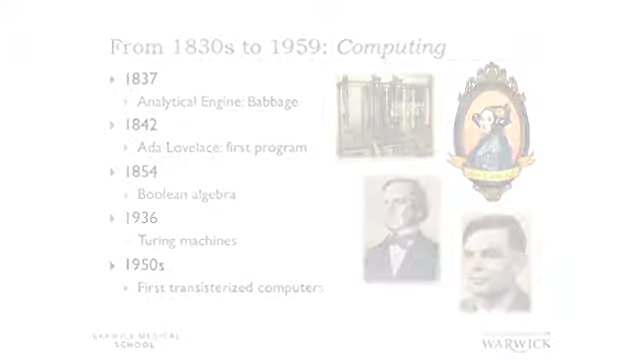 From 1830s to 1959: Computing
1837
Analytical Engine: Babbage
1842
Ada Lovelace: first program
1854
Boolean algebra
1936
Turing machines
1950s
First transisterized computers
WARWICK MEDICAL
SCHOOL
WARWICK